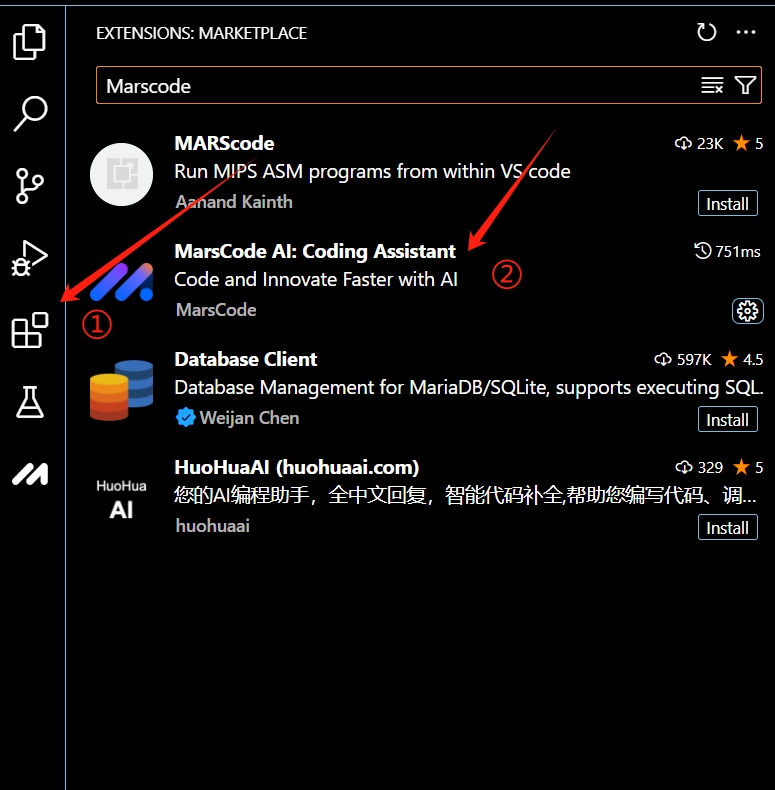 EXTENSIONS: MARKETPLACE
Marscode
MARScode
23K
5
Run MIPS ASM programs from within VS code
Aanand Kainth
Install
MarsCode AI: Coding Assistant
751ms
Code and Innovate Faster with AI
②
MarsCode
①
Database Client
597K
4.5
Database Management for MariaDB/SQLite, supports executing SQL.
Weijan Chen
Install
HuoHuaAI (huohuaai.com)
329
5
HuoHua
AI
您的AI编程助手，全中文回复，智能代码补全,帮助您编写代码、调...
huohuaai
Install